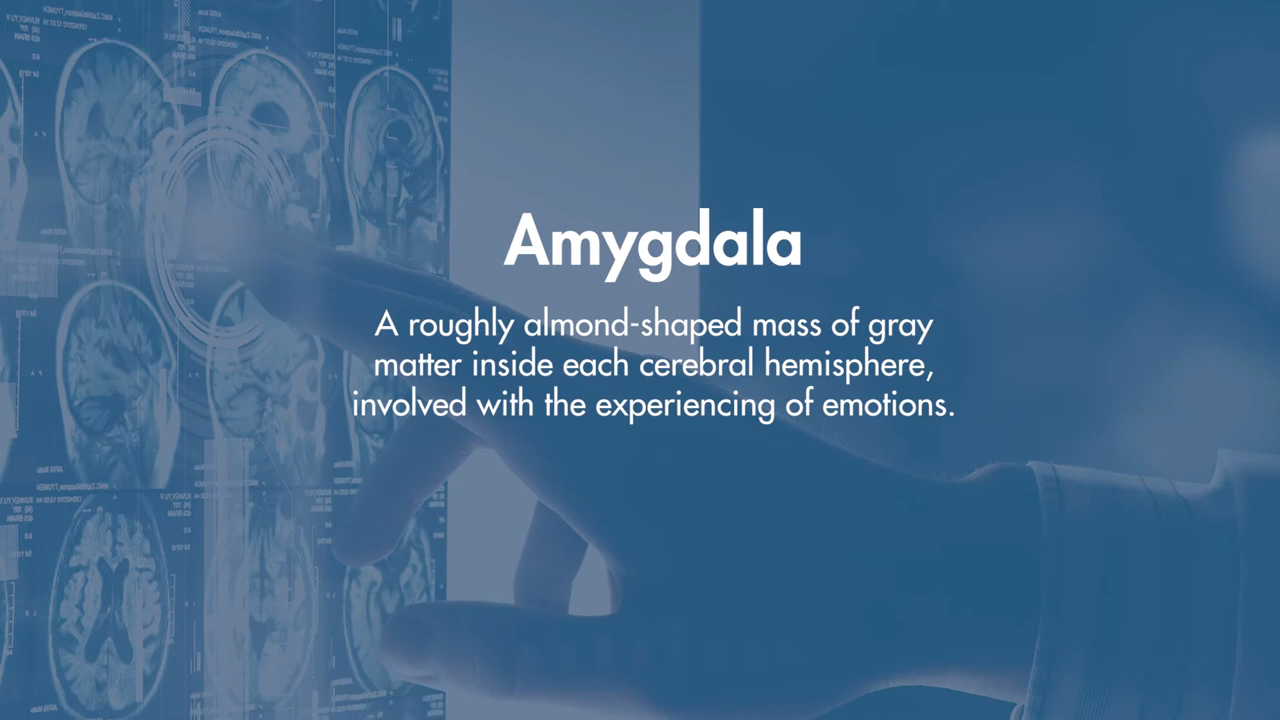 Amygdala
A roughly almond-shaped mass of gray
matter inside each cerebral hemisphere,
involved with the experiencing of emotions.